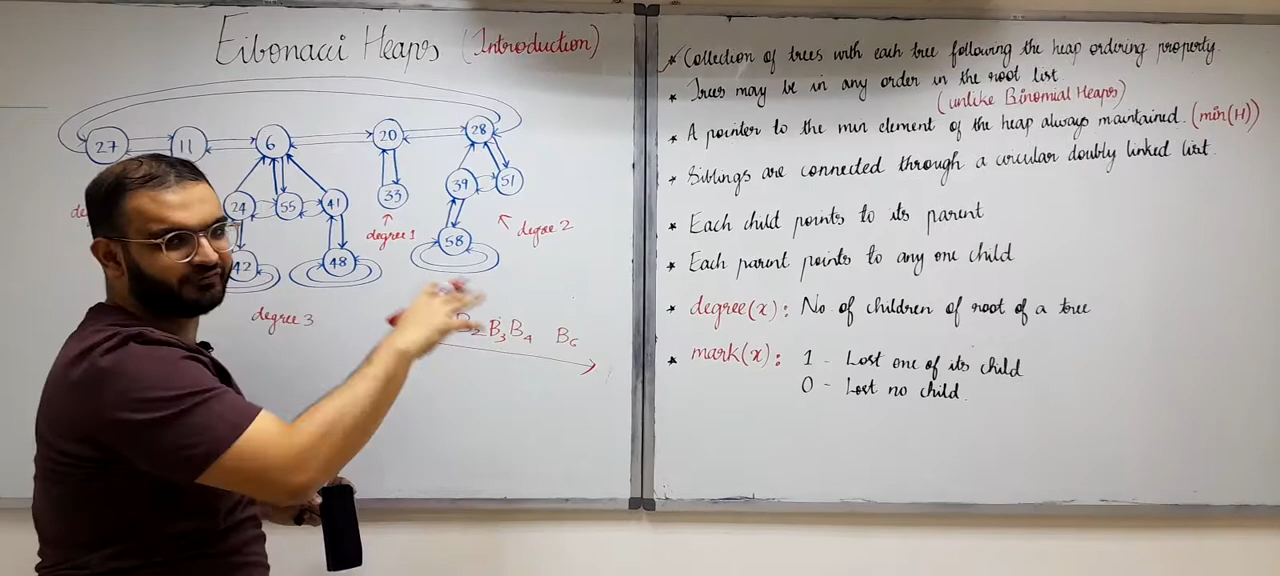 Fibonacci Heaps (Introduction)
27 11 6 20 28
24 55 41 33 39 51
42 48 58
degree 1
degree 2
degree 3
B2 B3 B4 B6
* Collection of trees with each tree following the heap ordering property.
* Trees may be in any order in the root list
(unlike Binomial Heaps)
* A pointer to the min element of the heap always maintained. (min(H))
* Siblings are connected through a circular doubly linked list.
* Each child points to its parent
* Each parent points to any one child
* degree(x): No of children of root of a tree
* mark(x): 1 - Lost one of its child
0 - Lost no child.